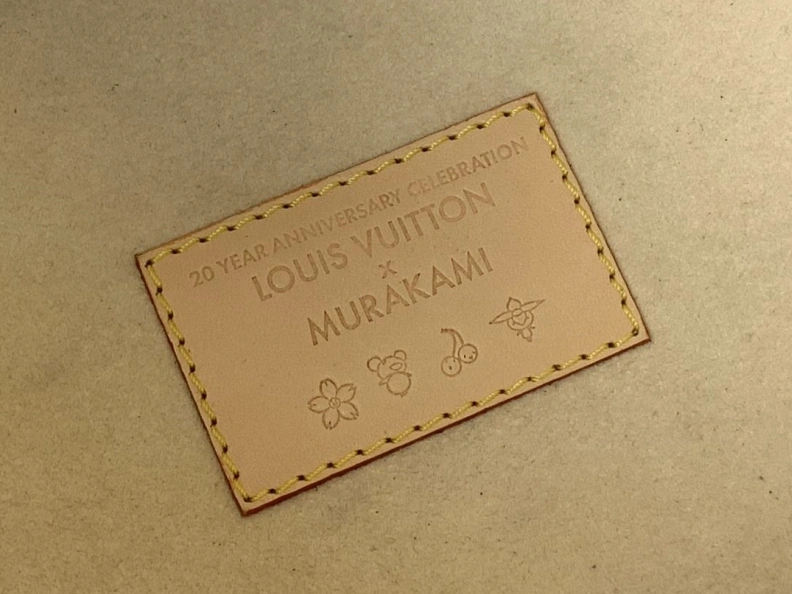 20 YEAR ANNIVERSARY CELEBRATION
LOUIS VUITTON
x
MURAKAMI